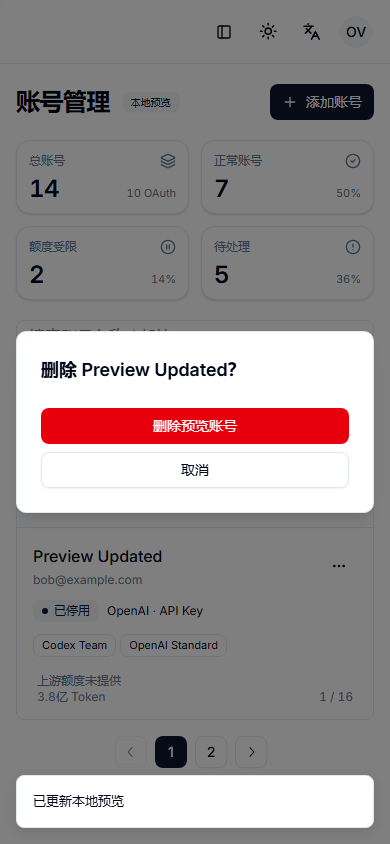 OV
账号管理
本地预览
添加账号
总账号
14
10 OAuth
正常账号
7
50%
额度受限
2
14%
待处理
5
36%
删除 Preview Updated?
删除预览账号
取消
Preview Updated
bob@example.com
已停用
OpenAI · API Key
Codex Team
OpenAI Standard
上游额度未提供
3.8亿 Token
1 / 16
1
2
已更新本地预览